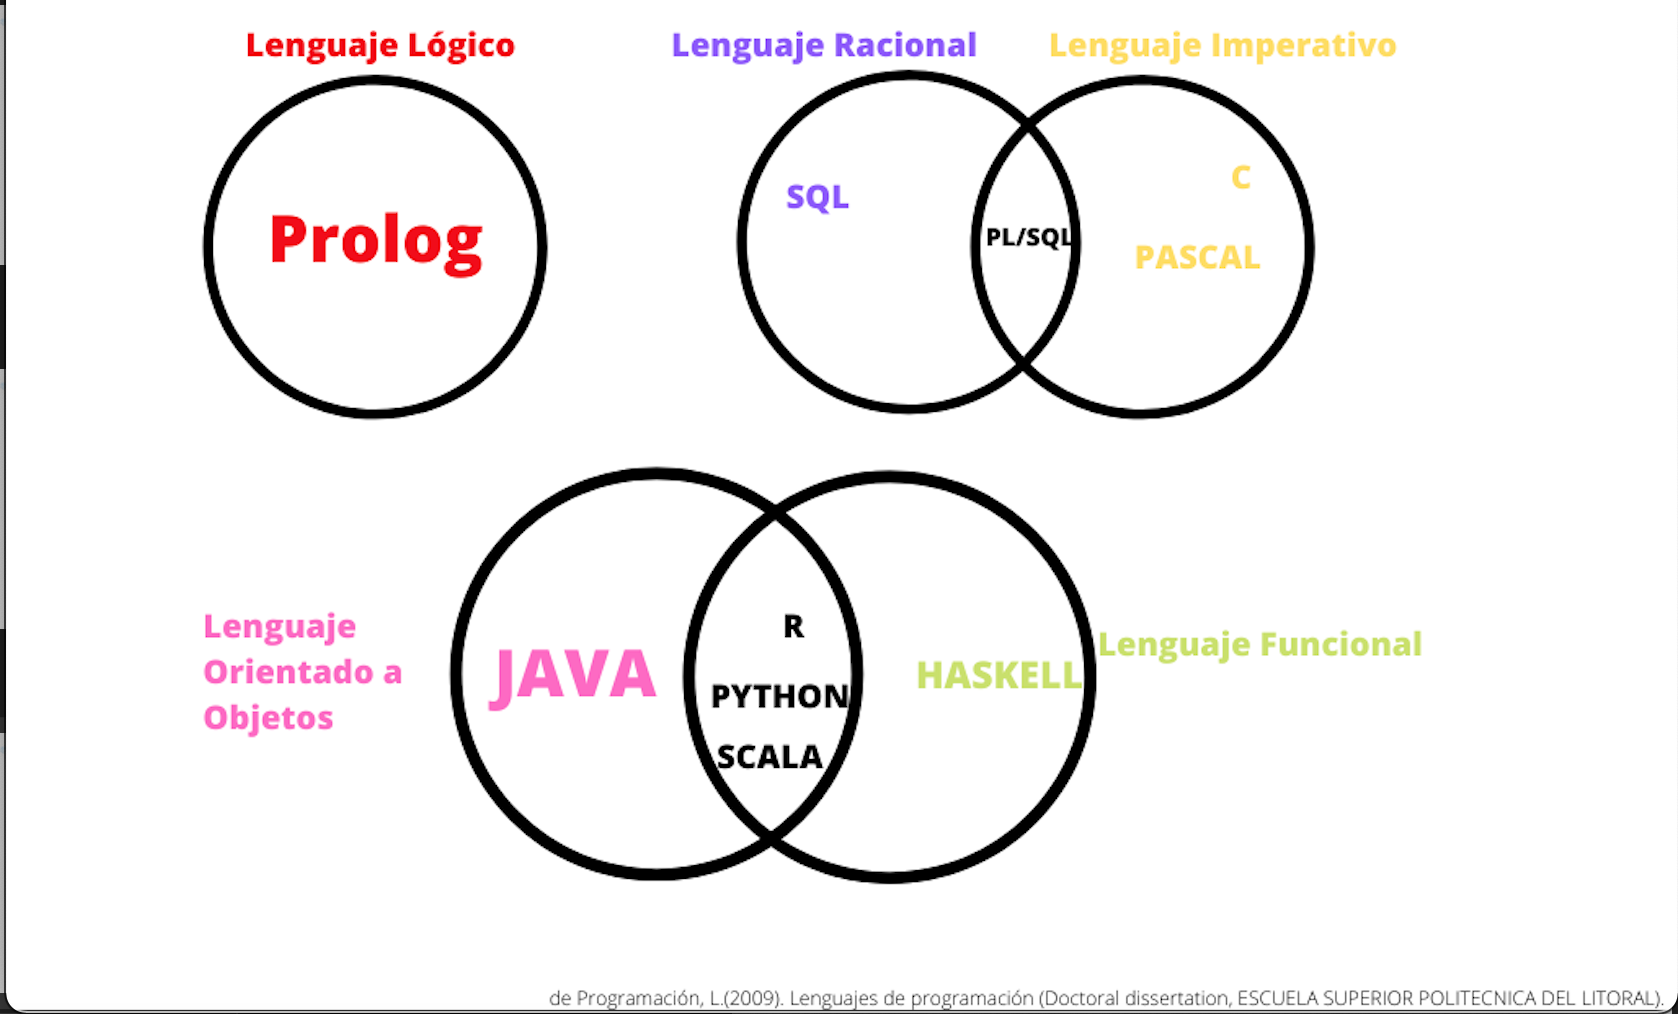 Lenguaje Lógico
Lenguaje Racional
Lenguaje Imperativo
Prolog
SQL
PL/SQL
C
PASCAL
Lenguaje
Orientado a
Objetos
JAVA
R
PYTHON
SCALA
HASKELL
Lenguaje Funcional
de Programación, L.(2009). Lenguajes de programación (Doctoral dissertation, ESCUELA SUPERIOR POLITECNICA DEL LITORAL).